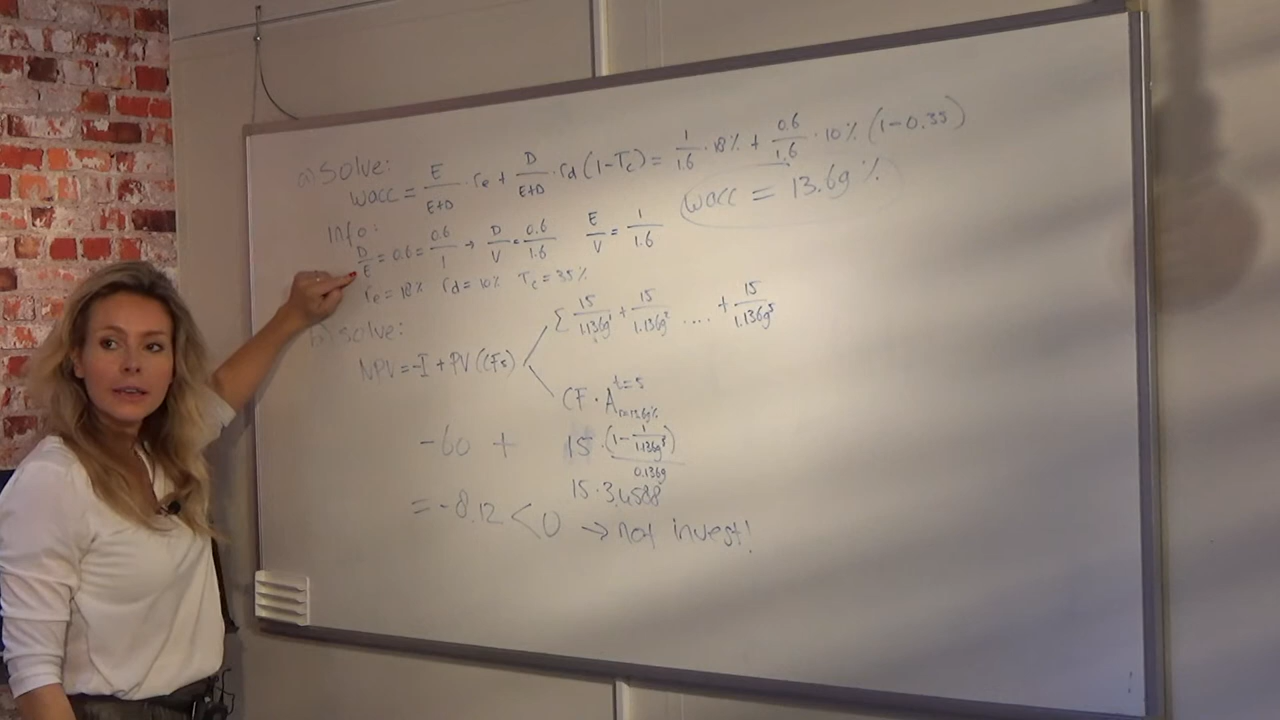 a) Solve:
wacc = E/E+D · re + D/E+D · rd (1-Tc) = 1/1.6 · 18% + 0.6/1.6 · 10% (1-0.35)
wacc = 13.69%
Info:
D/E = 0.6 = 0.6/1 → D/V = 0.6/1.6 E/V = 1/1.6
re = 18% rd = 10% Tc = 35%
b) solve:
Σ 15/1.1369¹ + 15/1.1369² .... + 15/1.1369⁵
NPV = -I + PV (CFs)
CF · A t=5 r=13.69%
-60 + 15 · (1 - 1/1.1369⁵)/0.1369
15 · 3.4588
= -8.12 < 0 → not invest!